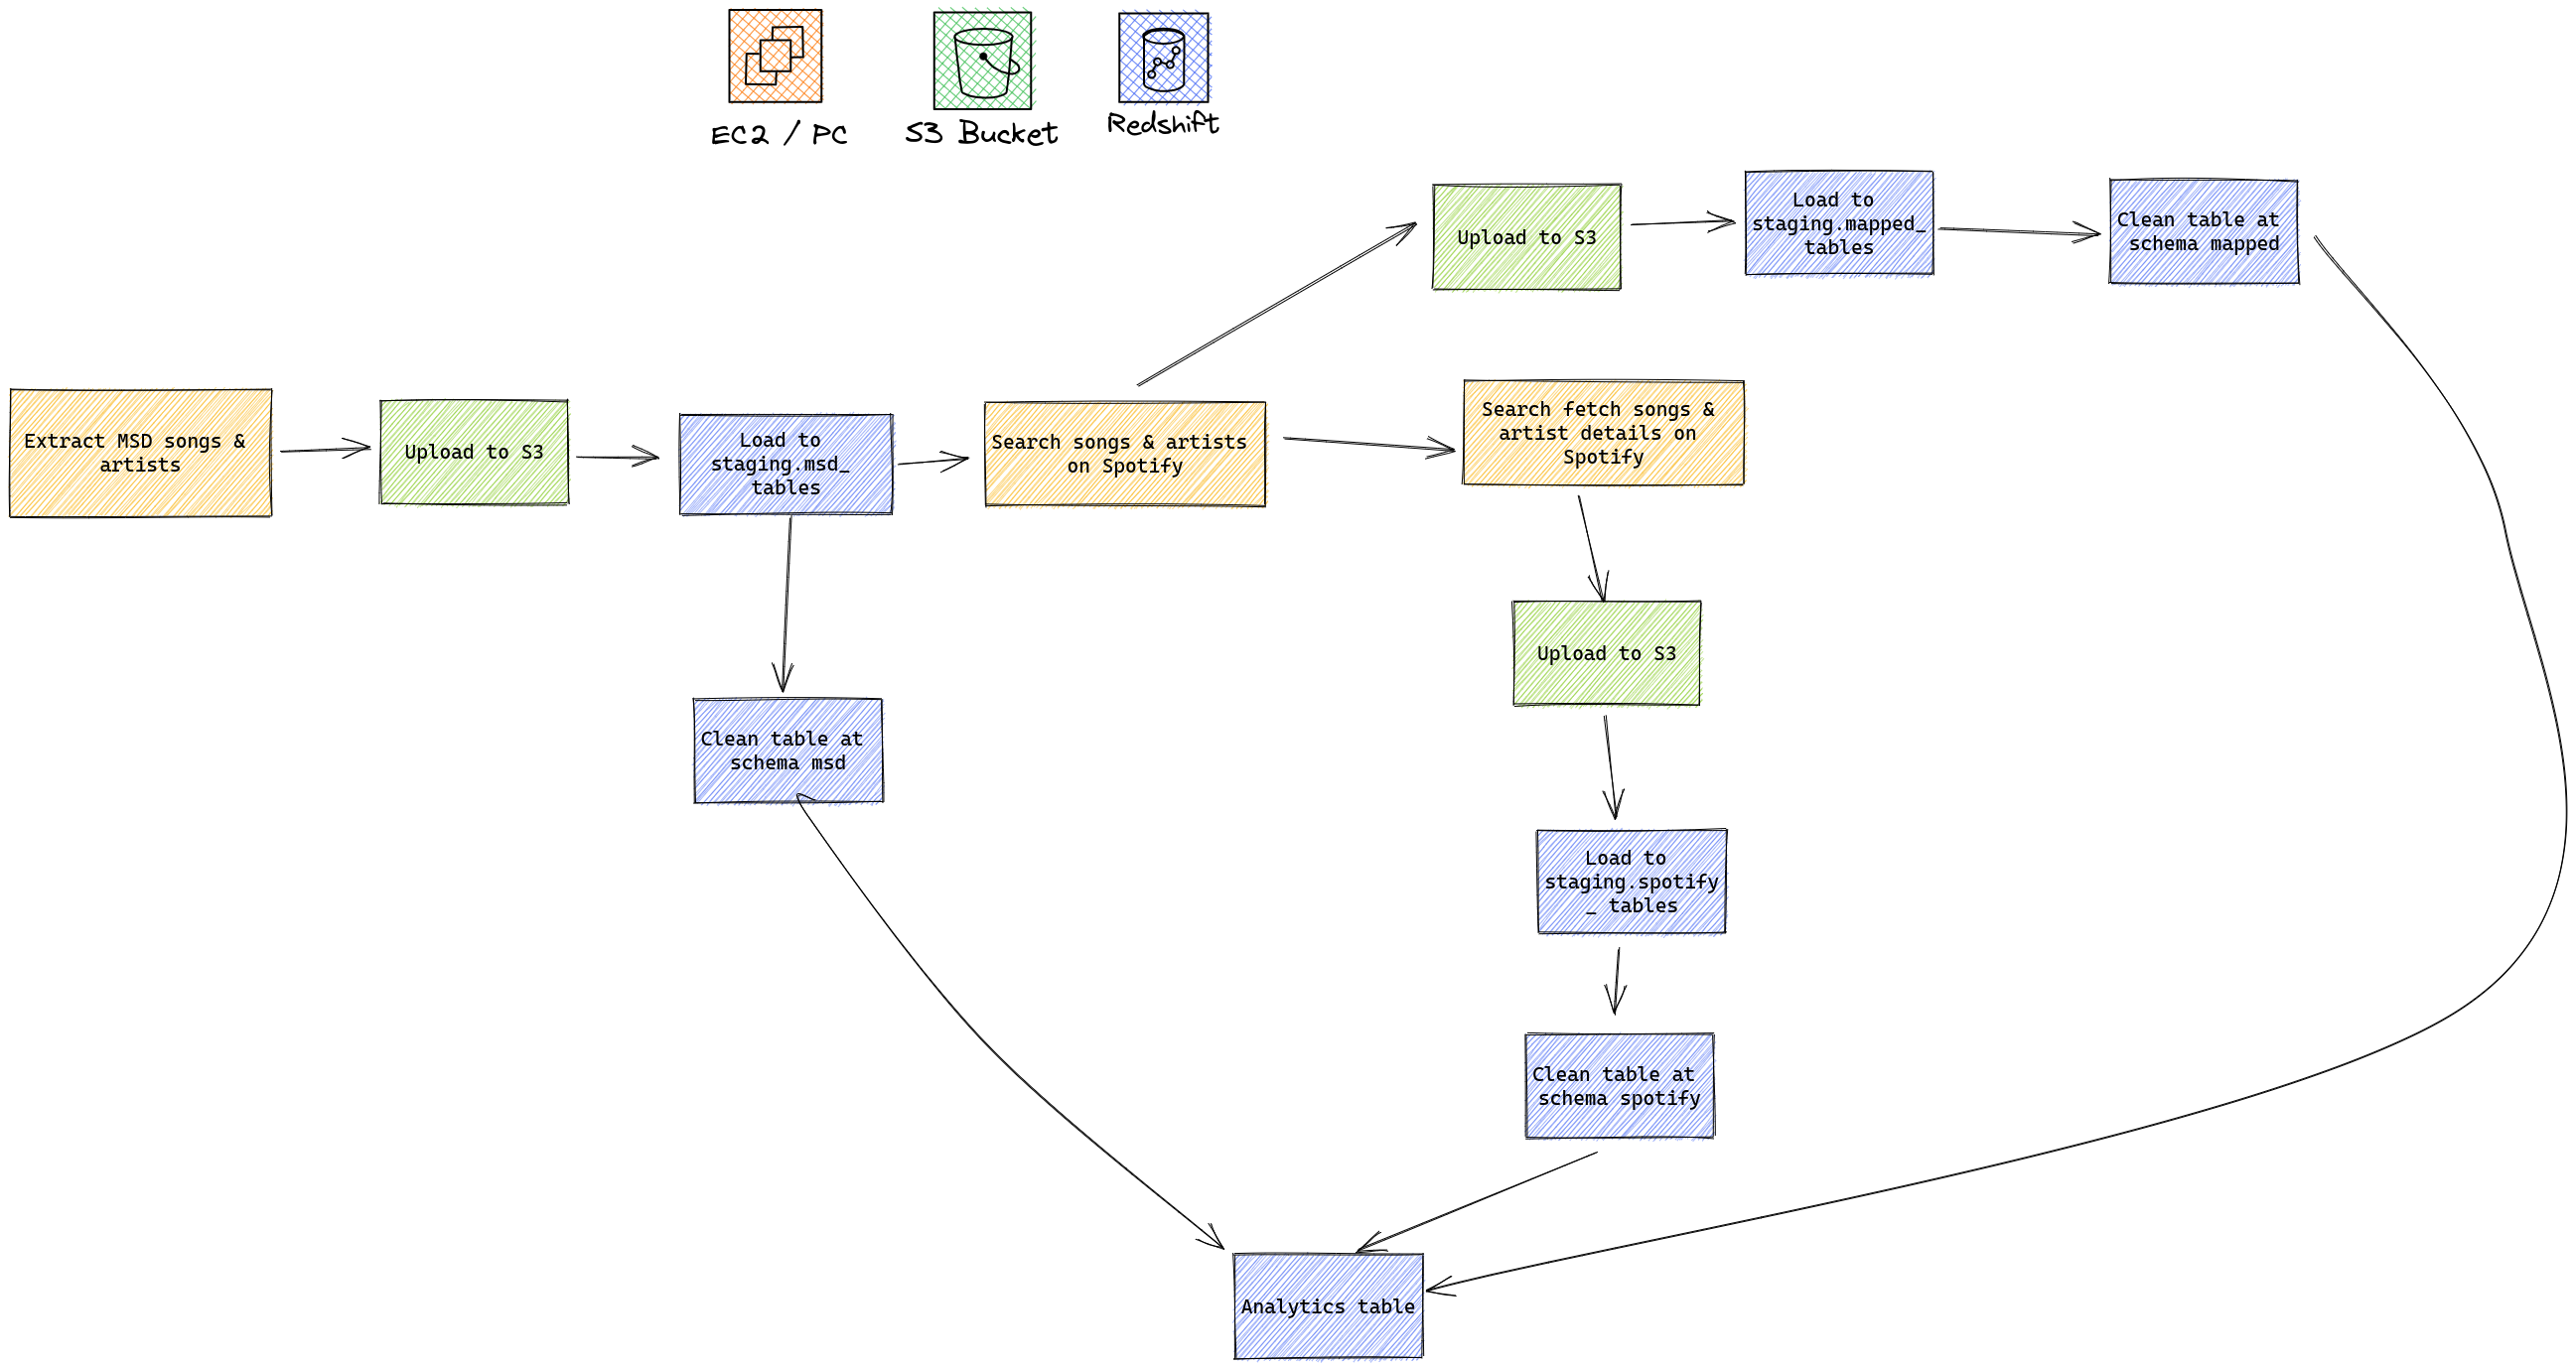 EC2 / PC
S3 Bucket
Redshift
Upload to S3
Load to
staging.mapped_
tables
Clean table at
schema mapped
Extract MSD songs &
artists
Upload to S3
Load to
staging.msd_
tables
Search songs & artists
on Spotify
Search fetch songs &
artist details on
Spotify
Upload to S3
Clean table at
schema msd
Load to
staging.spotify
_ tables
Clean table at
schema spotify
Analytics table